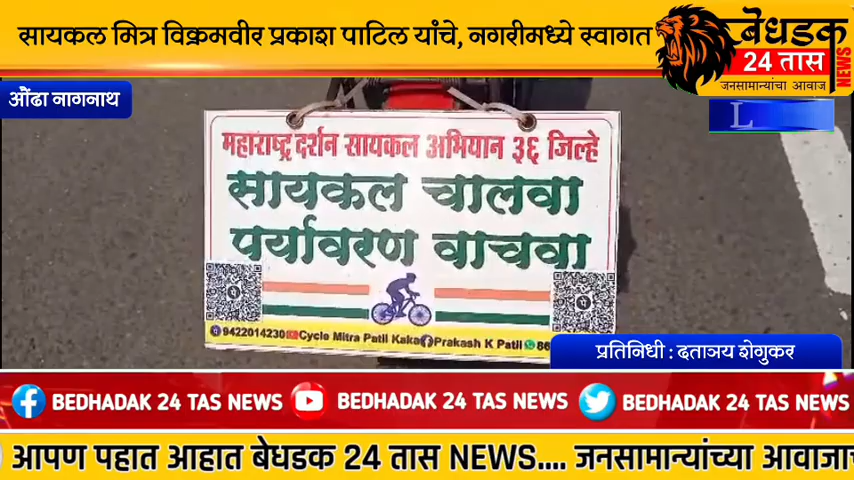 सायकल मित्र विक्रमवीर प्रकाश पाटिल यांचे, नगरीमध्ये स्वागत
बेधडक
24 तास
NEWS
जनसामान्यांचा आवाज
औंढा नागनाथ
L
महाराष्ट्र दर्शन सायकल अभियान ३६ जिल्हे
सायकल चालवा
पर्यावरण वाचवा
9422014230 Cycle Mitra Patil Kaka Prakash K Patil 86
प्रतिनिधी : दताञय शेगुकर
BEDHADAK 24 TAS NEWS BEDHADAK 24 TAS NEWS BEDHADAK 24 TAS NEWS
आपण पहात आहात बेधडक 24 तास NEWS.... जनसामान्यांच्या आवाजाच